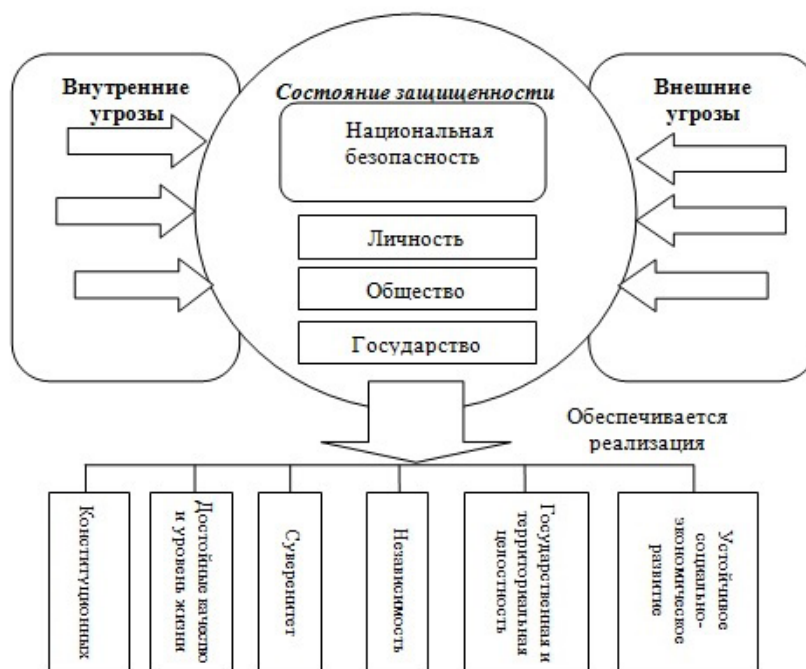 Внутренние
угрозы
Состояние защищенности
Национальная
безопасность
Личность
Общество
Государство
Внешние
угрозы
Обеспечивается
реализация
Конституционных
Достойные качество
и уровень жизни
Суверенитет
Независимость
Государственная и
территориальная
целостность
Устойчивое
социально-
экономическое
развитие